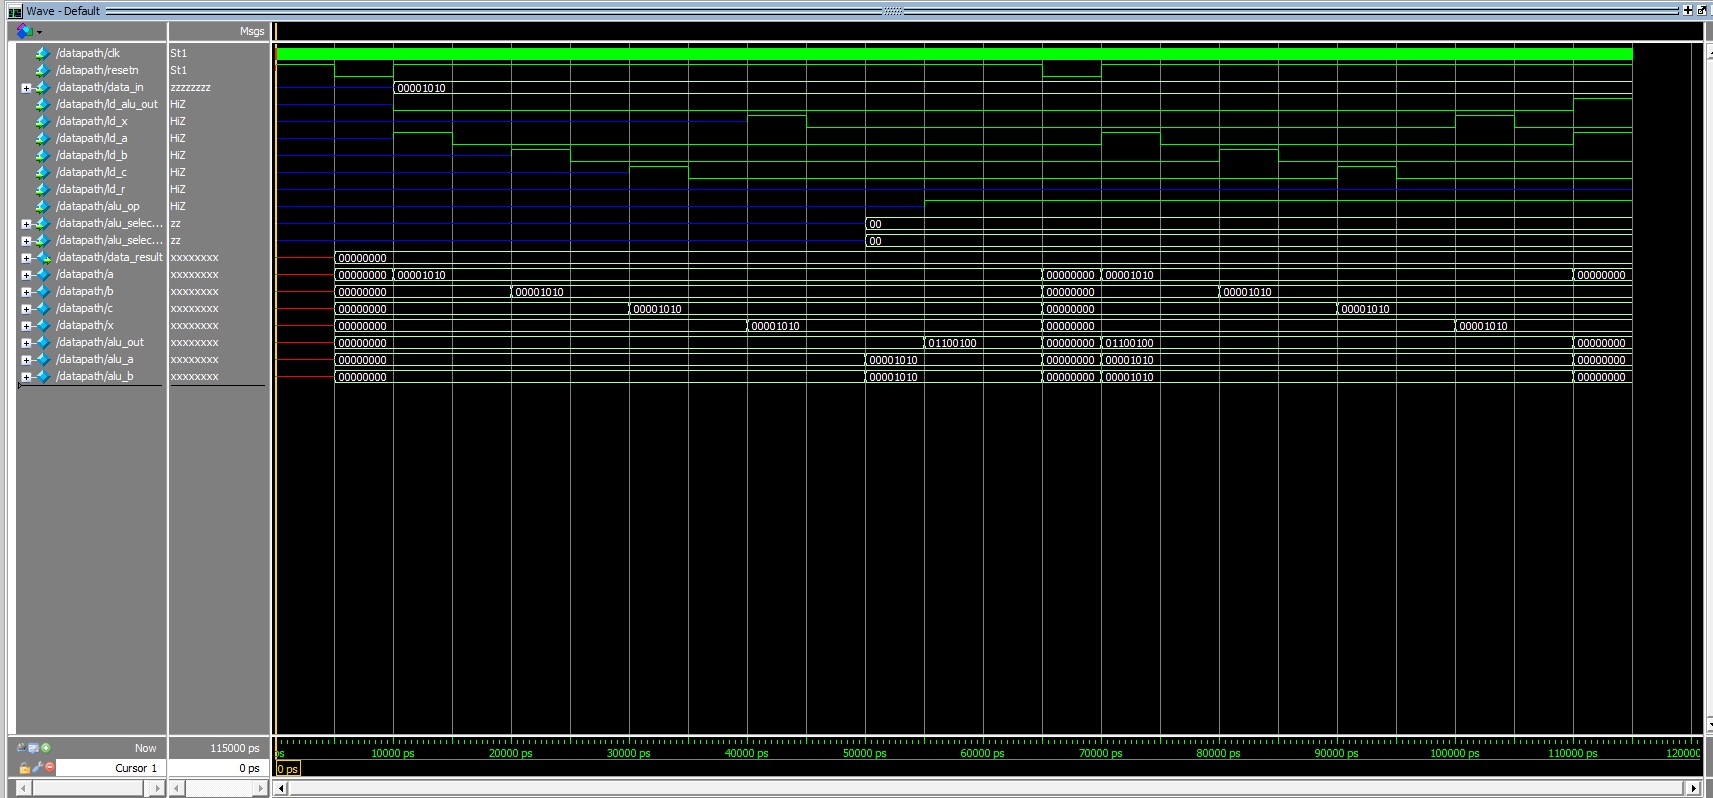 Wave - Default
Msgs
/datapath/clk St1
/datapath/resetn St1
/datapath/data_in zzzzzzzz 00001010
/datapath/ld_alu_out HiZ
/datapath/ld_x HiZ
/datapath/ld_a HiZ
/datapath/ld_b HiZ
/datapath/ld_c HiZ
/datapath/ld_r HiZ
/datapath/alu_op HiZ
/datapath/alu_selec... zz 00
/datapath/alu_selec... zz 00
/datapath/data_result xxxxxxxx 00000000
/datapath/a xxxxxxxx 00000000 00001010 00000000 00001010 00000000
/datapath/b xxxxxxxx 00000000 00001010 00000000 00001010
/datapath/c xxxxxxxx 00000000 00001010 00000000 00001010
/datapath/x xxxxxxxx 00000000 00001010 00000000 00001010
/datapath/alu_out xxxxxxxx 00000000 01100100 00000000 01100100 00000000
/datapath/alu_a xxxxxxxx 00000000 00001010 00000000 00001010 00000000
/datapath/alu_b xxxxxxxx 00000000 00001010 00000000 00001010 00000000
Now 115000 ps ps 10000 ps 20000 ps 30000 ps 40000 ps 50000 ps 60000 ps 70000 ps 80000 ps 90000 ps 100000 ps 110000 ps 120000
Cursor 1 0 ps 0 ps